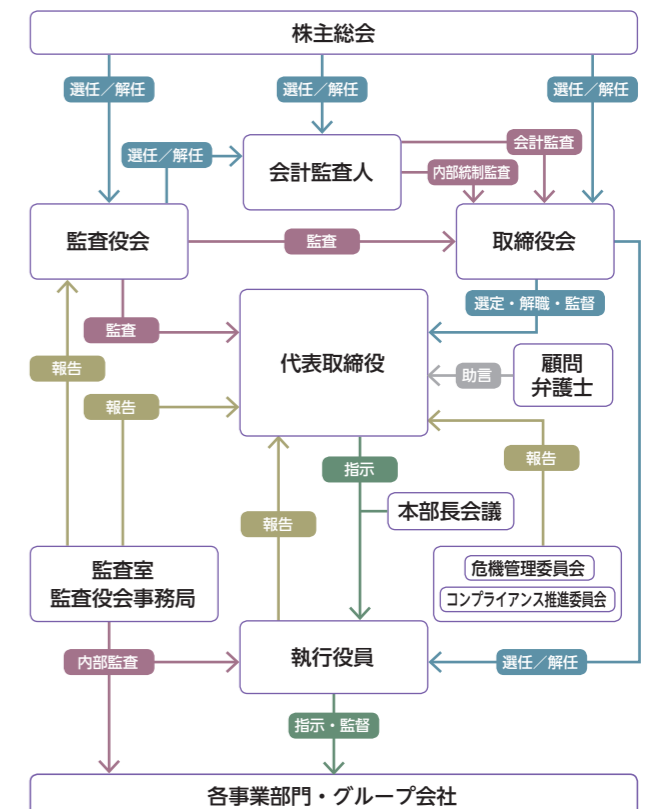 株主総会
選任／解任
選任／解任
選任／解任
会計監査
選任／解任
会計監査人
内部統制監査
監査役会
監査
取締役会
選定・解職・監督
監査
代表取締役
報告
助言
顧問
弁護士
報告
報告
指示
報告
本部長会議
監査室
監査役会事務局
危機管理委員会
コンプライアンス推進委員会
内部監査
執行役員
選任／解任
指示・監督
各事業部門・グループ会社